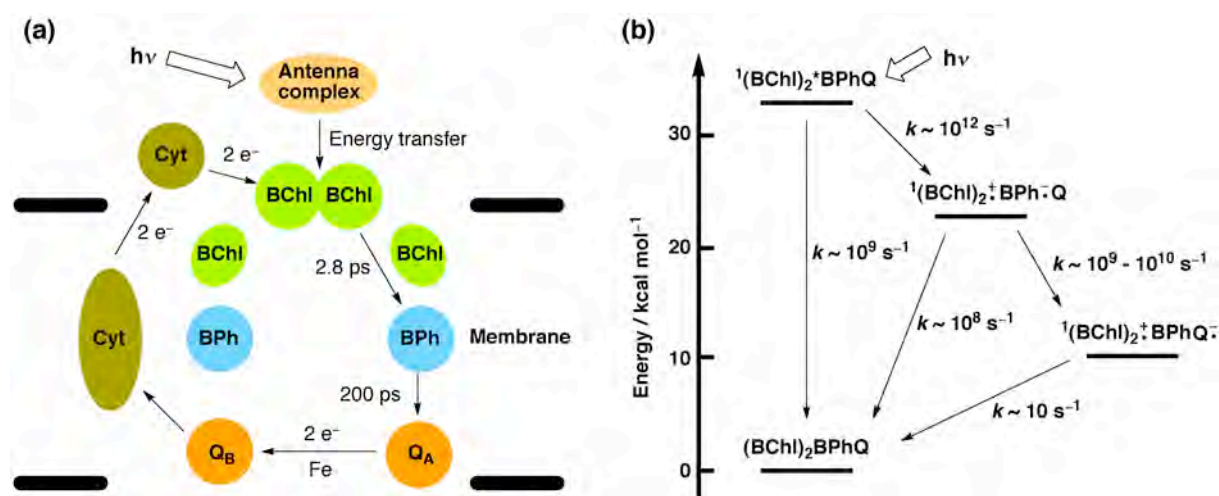 (a)
hν
Antenna
complex
Energy transfer
Cyt
2 e⁻
BChl
BChl
2 e⁻
BChl
BChl
2.8 ps
Cyt
BPh
BPh
Membrane
200 ps
Q_B
2 e⁻
Fe
Q_A
(b)
hν
¹(BChl)₂*BPhQ
30
k ~ 10¹² s⁻¹
¹(BChl)₂⁺•BPh⁻•Q
20
k ~ 10⁹ s⁻¹
k ~ 10⁹ - 10¹⁰ s⁻¹
Energy / kcal mol⁻¹
k ~ 10⁸ s⁻¹
¹(BChl)₂⁺•BPhQ⁻•
10
k ~ 10 s⁻¹
(BChl)₂BPhQ
0